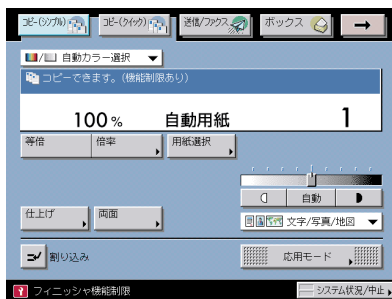 コピー(シンプル)
コピー(クイック)
送信/ファクス
ボックス
自動カラー選択
コピーできます。(機能制限あり)
100 %
自動用紙
1
等倍
倍率
用紙選択
自動
仕上げ
両面
文字/写真/地図
割り込み
応用モード
フィニッシャ機能制限
システム状況/中止